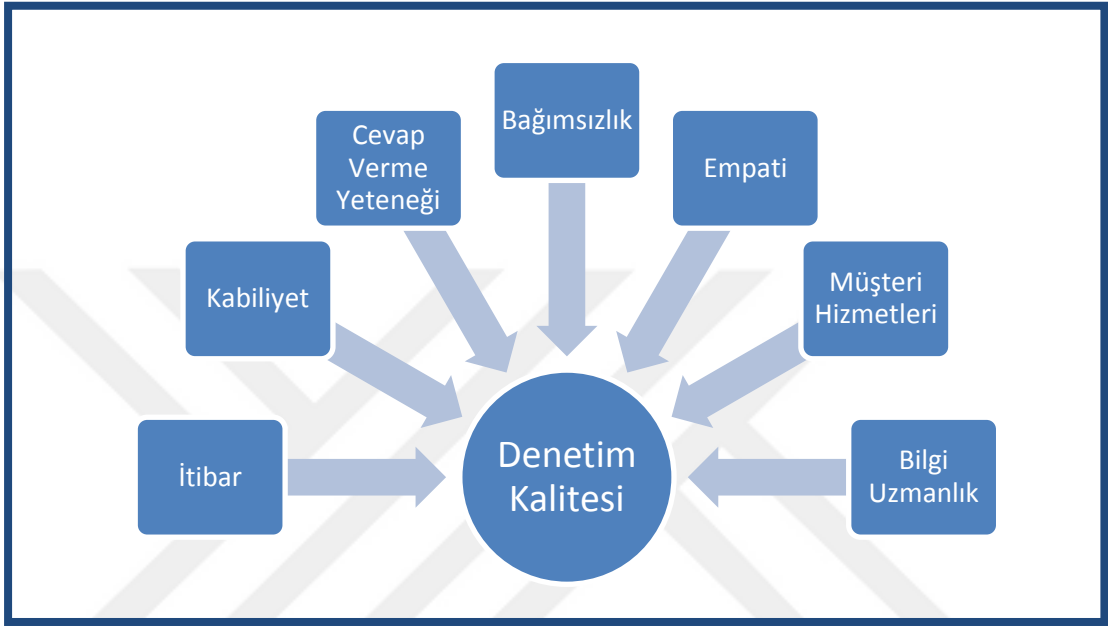 Bağımsızlık
Cevap
Verme
Yeteneği
Empati
Kabiliyet
Müşteri
Hizmetleri
İtibar
Denetim
Kalitesi
Bilgi
Uzmanlık